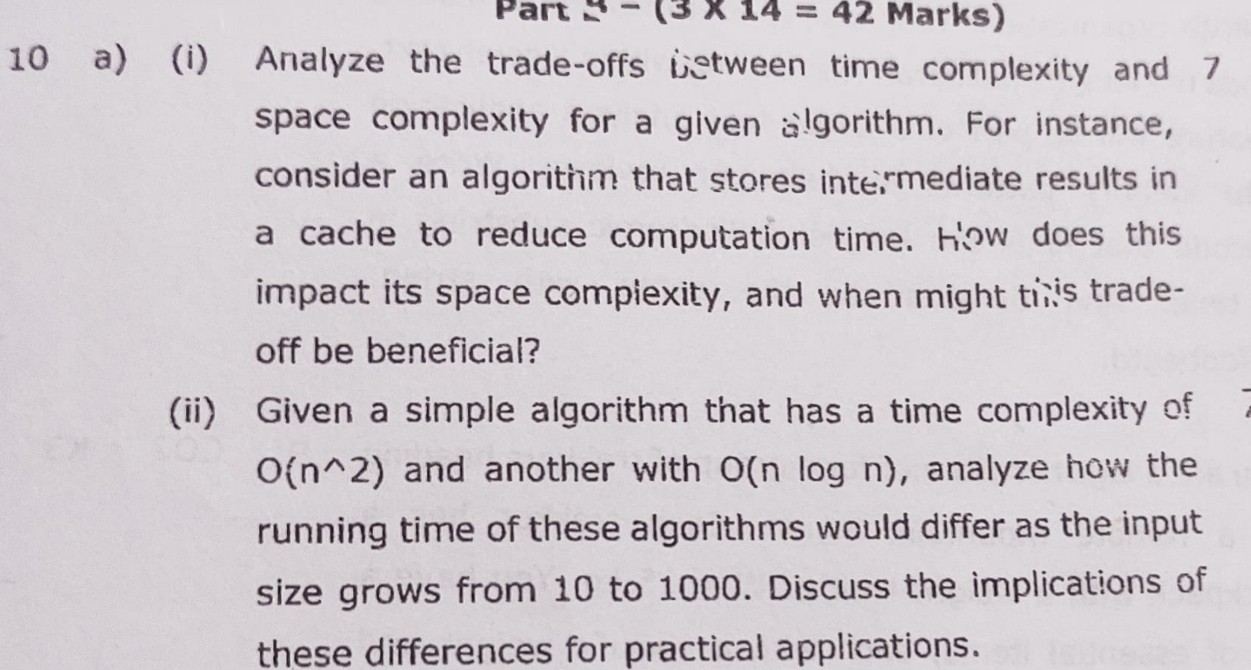 Part - (3 X 14 = 42 Marks)
10 a) (i) Analyze the trade-offs between time complexity and 7
space complexity for a given algorithm. For instance,
consider an algorithm that stores intermediate results in
a cache to reduce computation time. How does this
impact its space complexity, and when might this trade-
off be beneficial?
(ii) Given a simple algorithm that has a time complexity of 7
O(n^2) and another with O(n log n), analyze how the
running time of these algorithms would differ as the input
size grows from 10 to 1000. Discuss the implications of
these differences for practical applications.